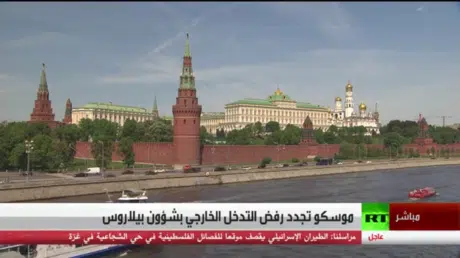 موسكو تجدد رفض التدخل الخارجي بشؤون بيلاروس
RT
مباشر
عاجل
مراسلنا: الطيران الإسرائيلي يقصف موقعا للفصائل الفلسطينية في حي الشجاعية في غزة